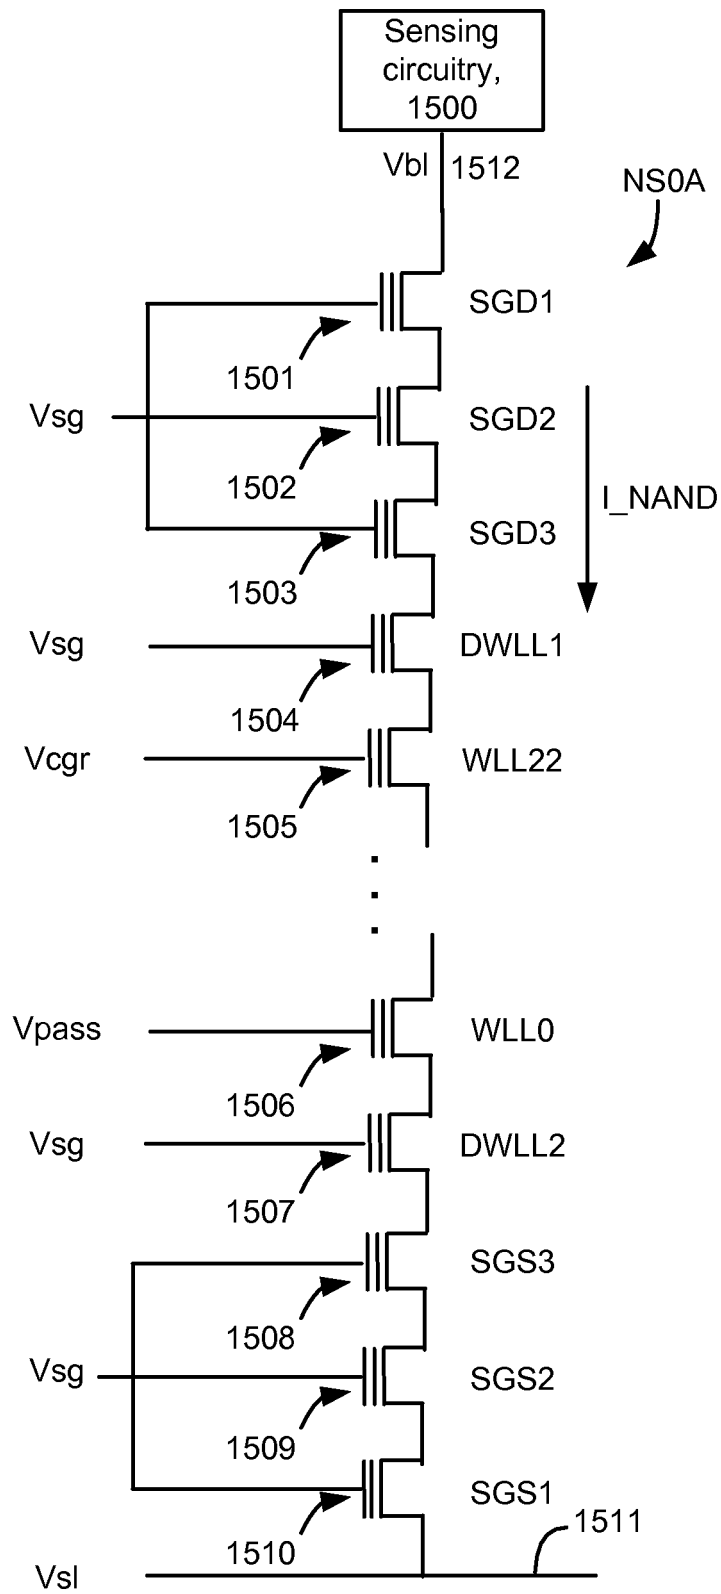 Sensing
circuitry,
1500
Vbl 1512
NS0A
SGD1
1501
Vsg
SGD2
1502
I_NAND
SGD3
1503
Vsg
DWLL1
1504
Vcgr
WLL22
1505
Vpass
WLL0
1506
Vsg
DWLL2
1507
SGS3
1508
Vsg
SGS2
1509
SGS1
1511
1510
Vsl